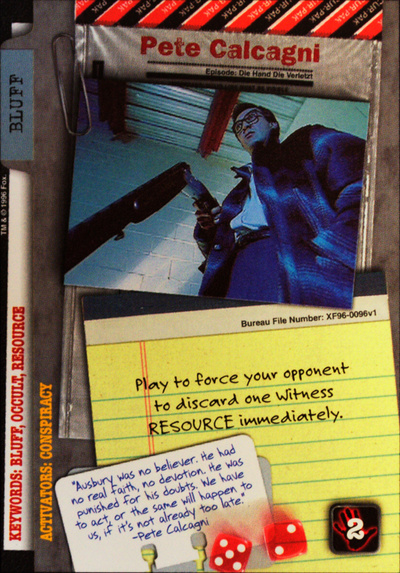 Pete Calcagni
Episode: Die Hand Die Verletzt
BLUFF
TM & © 1996 Fox.
KEYWORDS: BLUFF, OCCULT, RESOURCE
ACTIVATORS: CONSPIRACY
Bureau File Number: XF96-0096v1
Play to force your opponent
to discard one Witness
RESOURCE immediately.
"Ausbury was no believer. He had
no real faith, no devotion. He was
punished for his doubts. We have
to act, or the same will happen to
us, if it's not already too late."
-Pete Calcagni
2